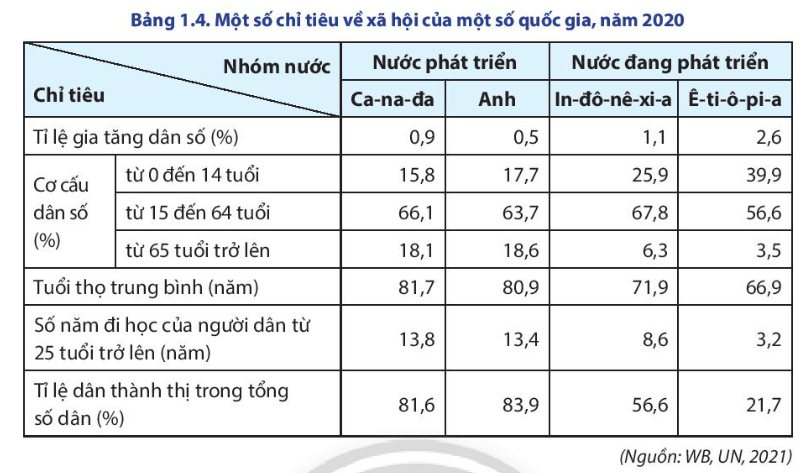 Bảng 1.4. Một số chỉ tiêu về xã hội của một số quốc gia, năm 2020
Nhóm nước
Chỉ tiêu
Nước phát triển
Nước đang phát triển
Ca-na-đa
Anh
In-đô-nê-xi-a
Ê-ti-ô-pi-a
Tỉ lệ gia tăng dân số (%) 0,9 0,5 1,1 2,6
Cơ cấu
dân số
(%)
từ 0 đến 14 tuổi 15,8 17,7 25,9 39,9
từ 15 đến 64 tuổi 66,1 63,7 67,8 56,6
từ 65 tuổi trở lên 18,1 18,6 6,3 3,5
Tuổi thọ trung bình (năm) 81,7 80,9 71,9 66,9
Số năm đi học của người dân từ
25 tuổi trở lên (năm) 13,8 13,4 8,6 3,2
Tỉ lệ dân thành thị trong tổng
số dân (%) 81,6 83,9 56,6 21,7
(Nguồn: WB, UN, 2021)